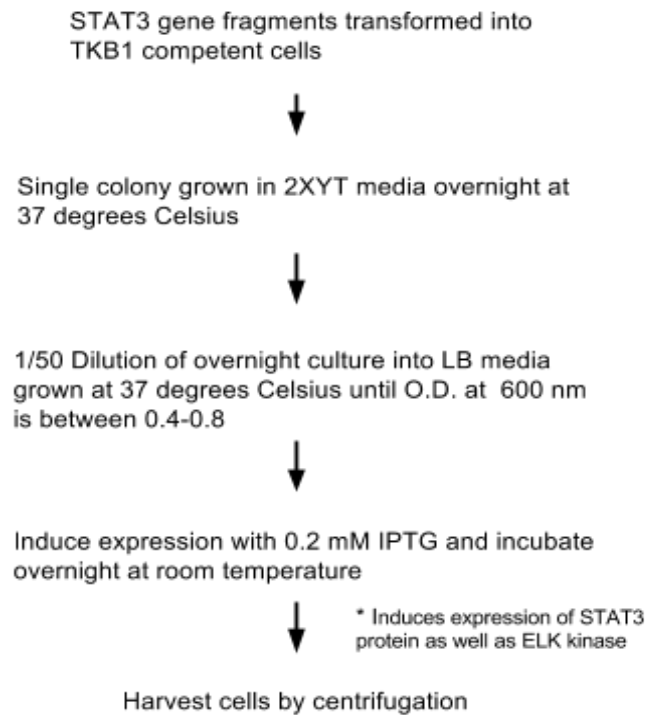 STAT3 gene fragments transformed into
TKB1 competent cells
Single colony grown in 2XYT media overnight at
37 degrees Celsius
1/50 Dilution of overnight culture into LB media
grown at 37 degrees Celsius until O.D. at 600 nm
is between 0.4-0.8
Induce expression with 0.2 mM IPTG and incubate
overnight at room temperature
* Induces expression of STAT3
protein as well as ELK kinase
Harvest cells by centrifugation